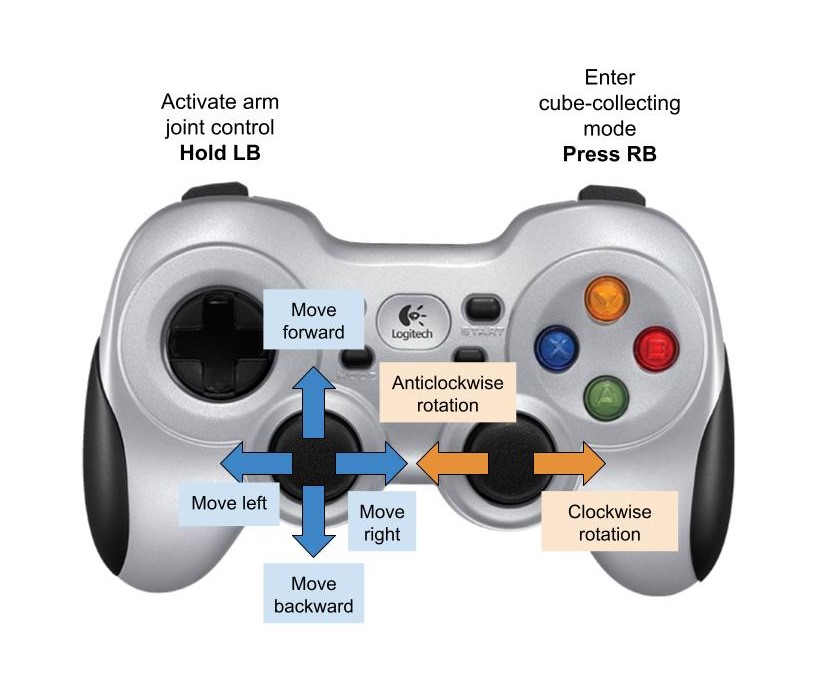 Activate arm
joint control
Hold LB
Enter
cube-collecting
mode
Press RB
Move
forward
Logitech
START
Y
X
B
A
Anticlockwise
rotation
Move left
Move
right
Clockwise
rotation
Move
backward